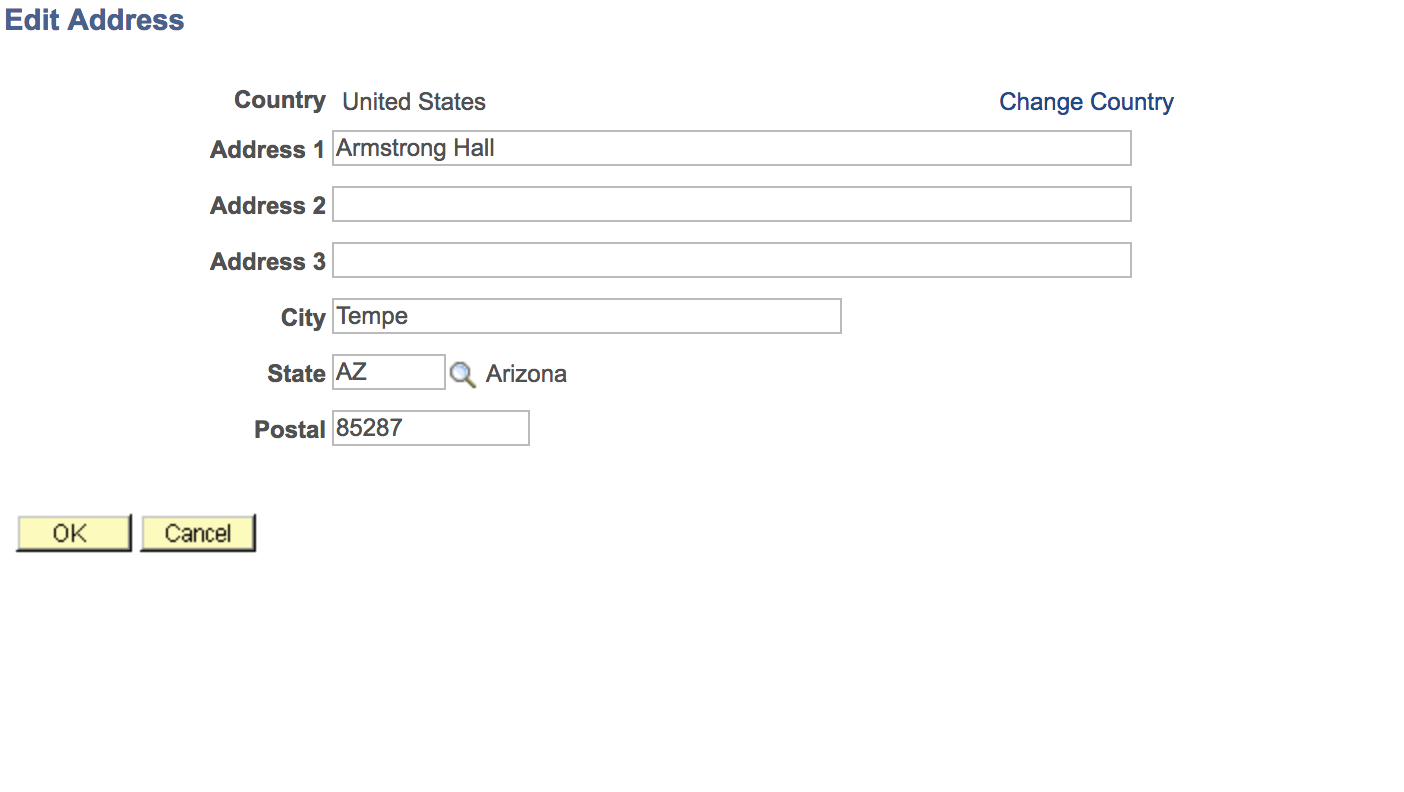 Edit Address
Country United States Change Country
Address 1 Armstrong Hall
Address 2
Address 3
City Tempe
State AZ Arizona
Postal 85287
OK Cancel